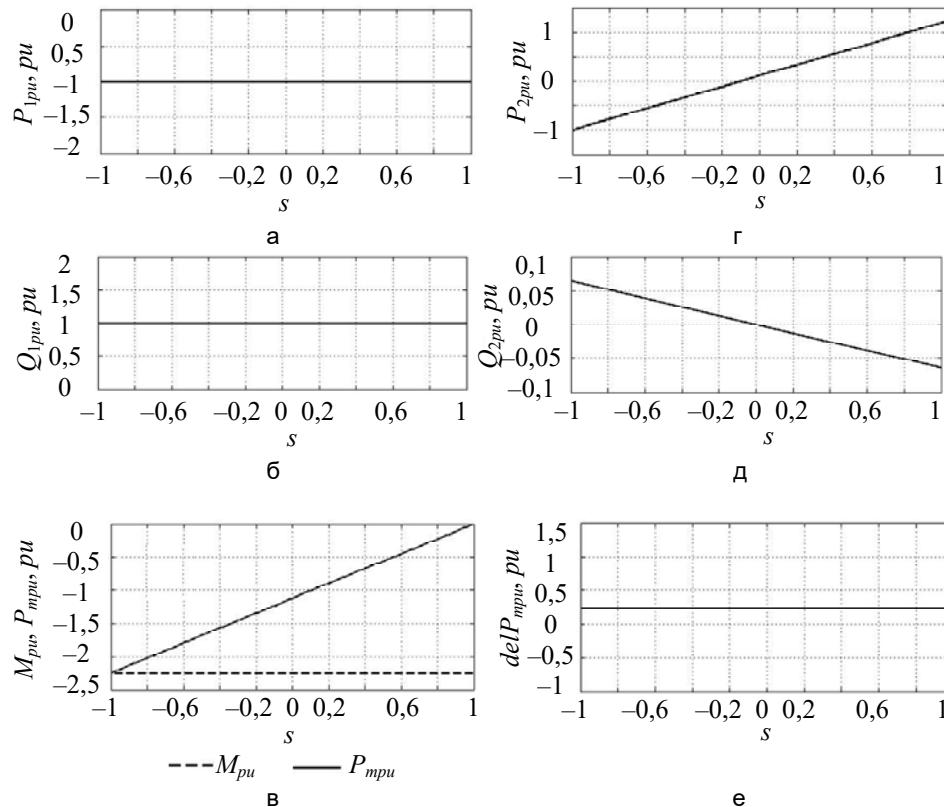 P1pu, pu
0
0,5
–1
–1,5
–2
–1 –0,6 –0,2 0 0,2 0,6 1
s
а
P2pu, pu
1
0
–1
–1 –0,6 –0,2 0 0,2 0,6 1
s
г
Q1pu, pu
2
1,5
1
0,5
0
–1 –0,6 –0,2 0 0,2 0,6 1
s
б
Q2pu, pu
0,1
0,05
0
–0,05
–0,1
–1 –0,6 –0,2 0 0,2 0,6 1
s
д
Mpu, Pmpu, pu
0
–0,5
–1
–1,5
–2
–2,5
–1 –0,6 –0,2 0 0,2 0,6 1
s
Mpu Pmpu
в
delPmpu, pu
1,5
1
0,5
0
–0,5
–1
–1 –0,6 –0,2 0 0,2 0,6 1
s
е